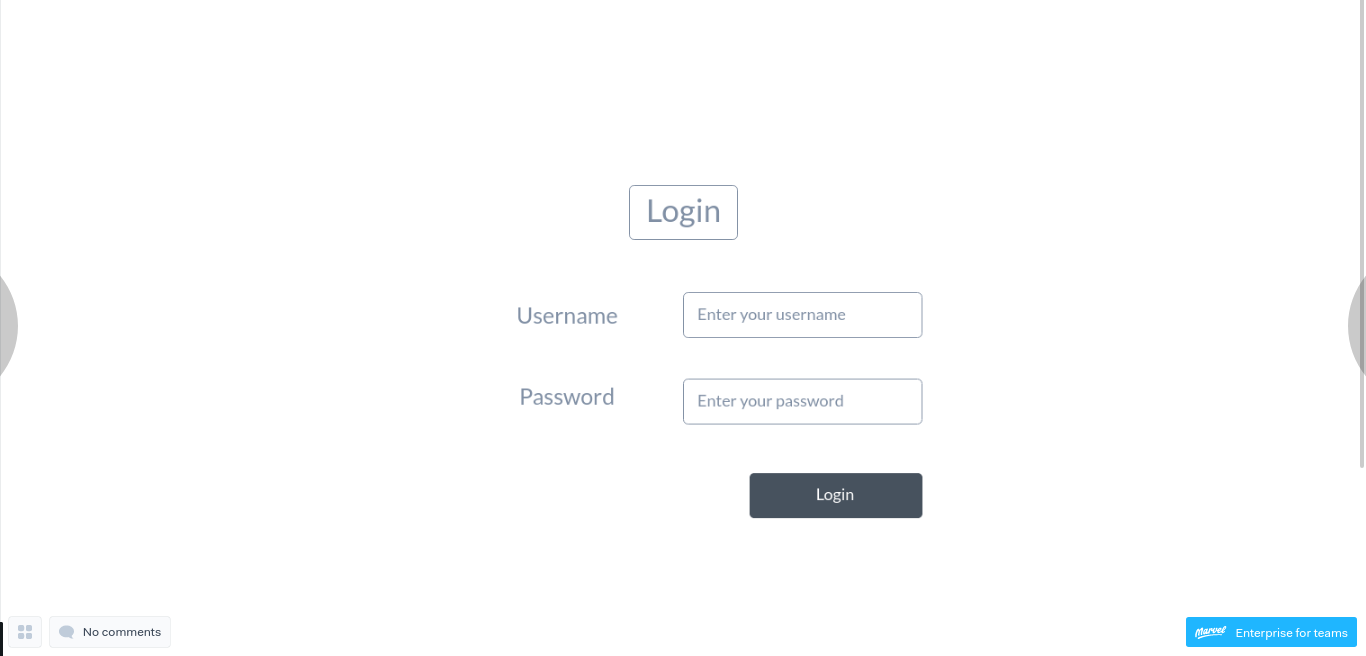 Login
Username
Enter your username
Password
Enter your password
Login
No comments
Marvel Enterprise for teams